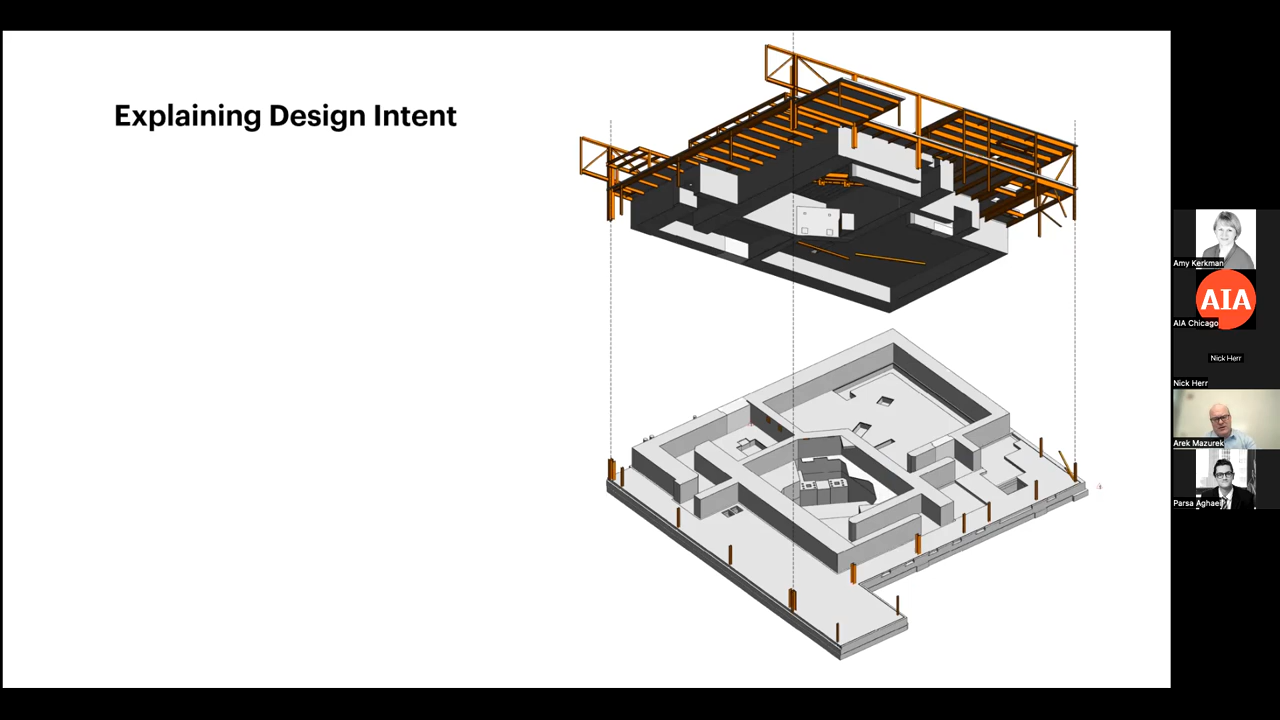 Explaining Design Intent
Amy Kerkman
AIA
AIA Chicago
Nick Herr
Nick Herr
Arek Mazurek
Parsa Aghaei